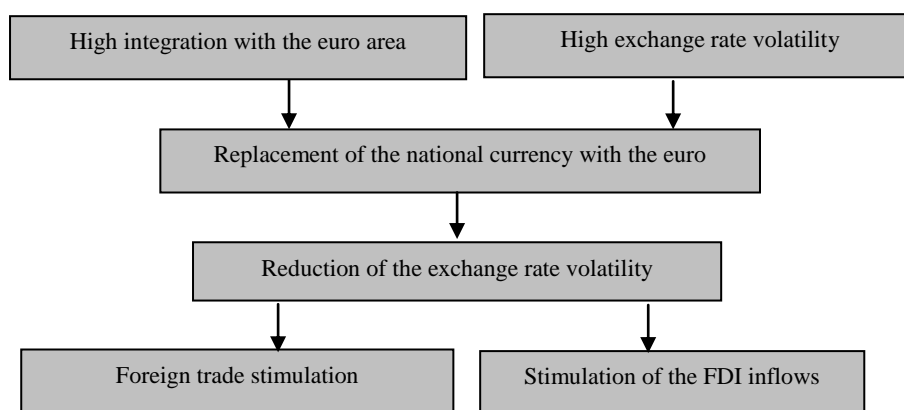 High integration with the euro area
High exchange rate volatility
Replacement of the national currency with the euro
Reduction of the exchange rate volatility
Foreign trade stimulation
Stimulation of the FDI inflows